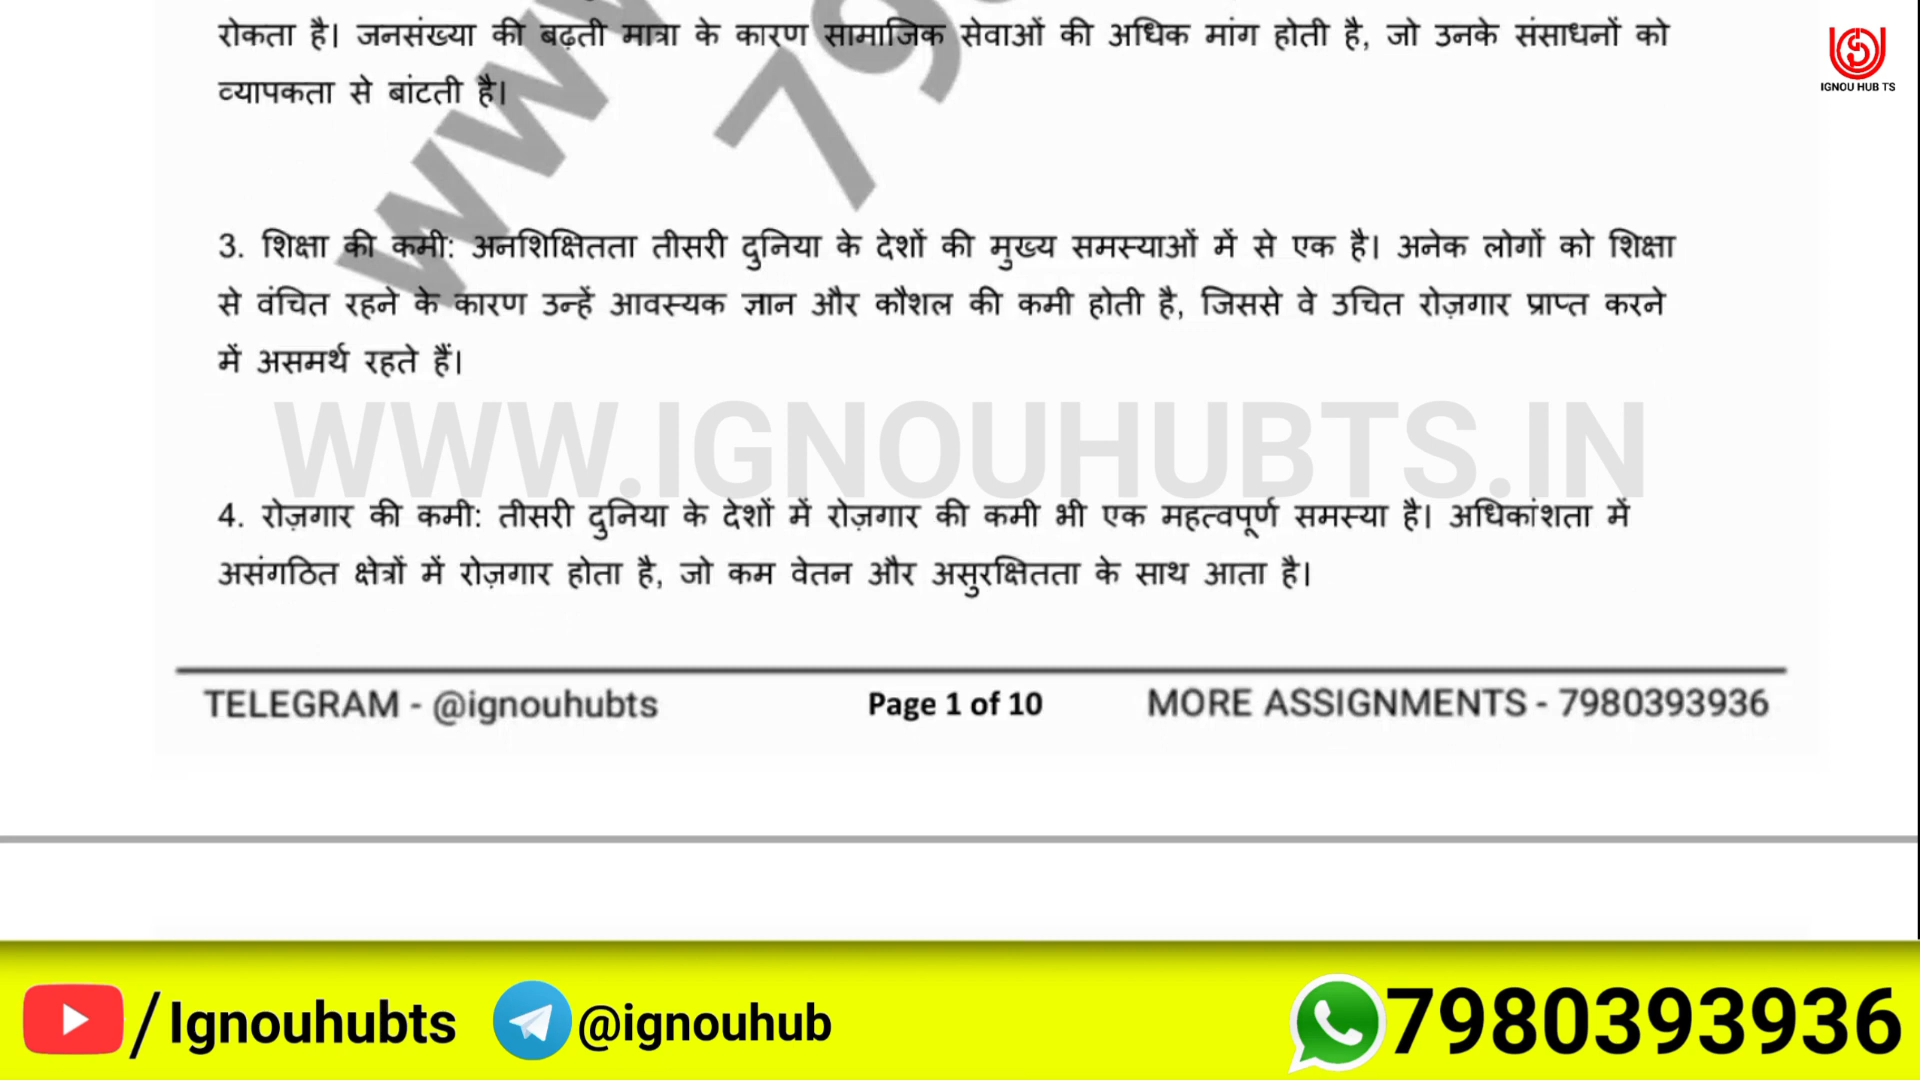 रोकता है। जनसंख्या की बढ़ती मात्रा के कारण सामाजिक सेवाओं की अधिक मांग होती है, जो उनके संसाधनों को
व्यापकता से बांटती है।
IGNOU HUB TS
3. शिक्षा की कमी: अनशिक्षितता तीसरी दुनिया के देशों की मुख्य समस्याओं में से एक है। अनेक लोगों को शिक्षा
से वंचित रहने के कारण उन्हें आवस्यक ज्ञान और कौशल की कमी होती है, जिससे वे उचित रोज़गार प्राप्त करने
में असमर्थ रहते हैं।
WWW.IGNOUHUBTS.IN
4. रोज़गार की कमी: तीसरी दुनिया के देशों में रोज़गार की कमी भी एक महत्वपूर्ण समस्या है। अधिकांशता में
असंगठित क्षेत्रों में रोज़गार होता है, जो कम वेतन और असुरक्षितता के साथ आता है।
TELEGRAM - @ignouhubts Page 1 of 10 MORE ASSIGNMENTS - 7980393936
/Ignouhubts @ignouhub 7980393936